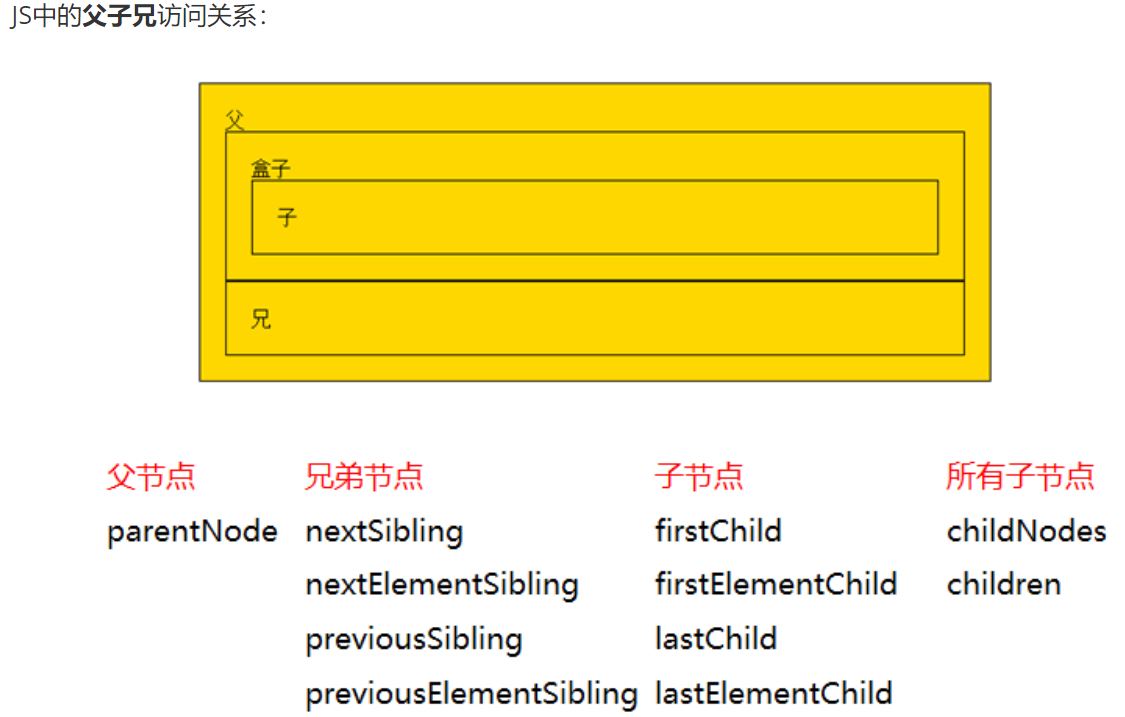 JS中的父子兄访问关系：
父
盒子
子
兄
父节点 兄弟节点 子节点 所有子节点
parentNode nextSibling firstChild childNodes
nextElementSibling firstElementChild children
previousSibling lastChild
previousElementSibling lastElementChild